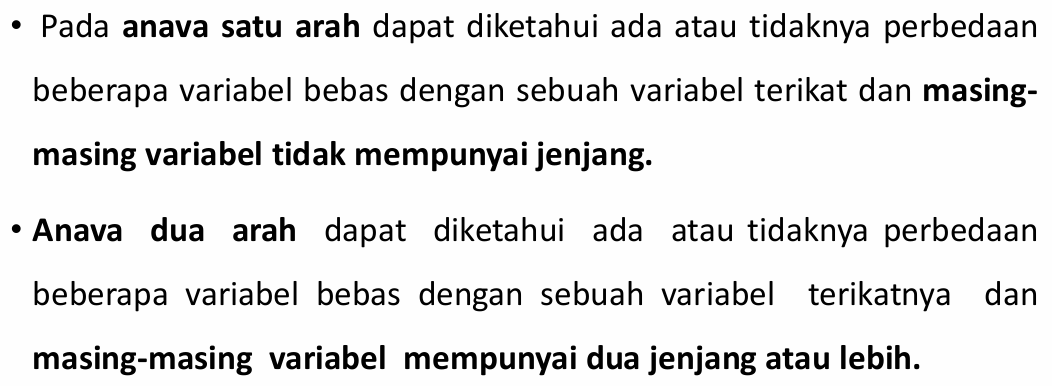 • Pada anava satu arah dapat diketahui ada atau tidaknya perbedaan
beberapa variabel bebas dengan sebuah variabel terikat dan masing-
masing variabel tidak mempunyai jenjang.
• Anava dua arah dapat diketahui ada atau tidaknya perbedaan
beberapa variabel bebas dengan sebuah variabel terikatnya dan
masing-masing variabel mempunyai dua jenjang atau lebih.